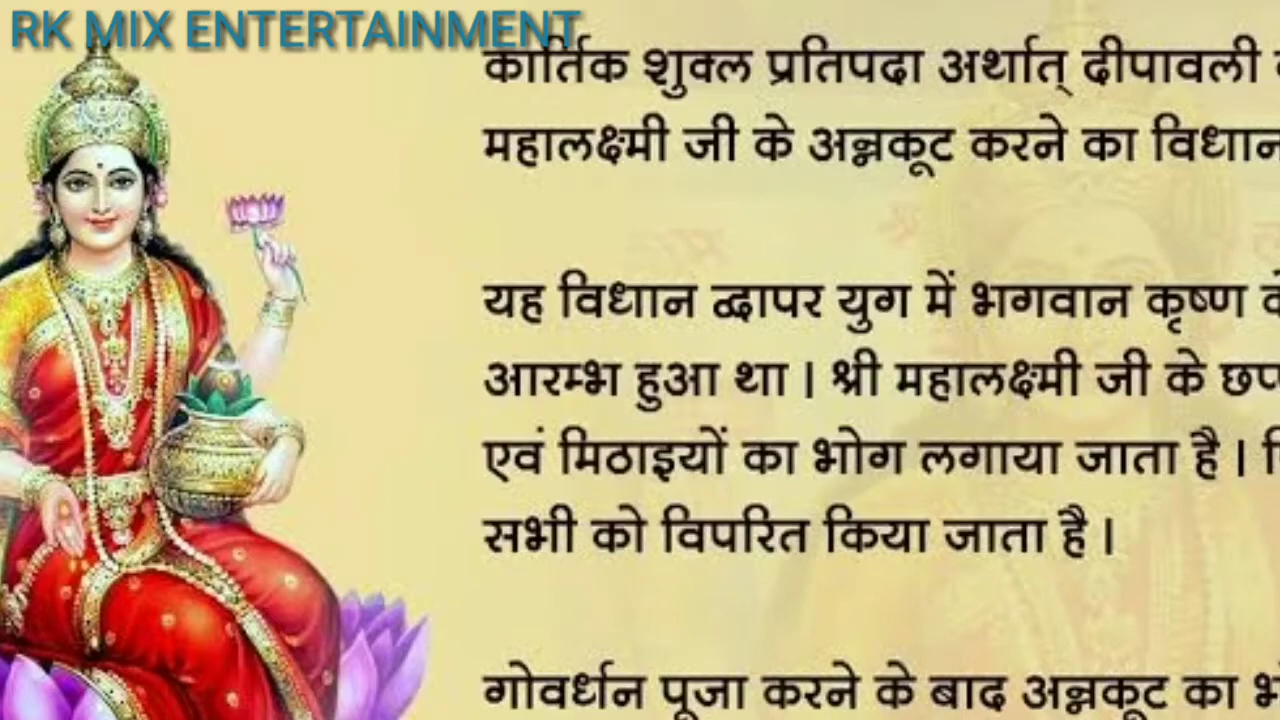 RK MIX ENTERTAINMENT
कार्तिक शुक्ल प्रतिपदा अर्थात् दीपावली
महालक्ष्मी जी के अन्नकूट करने का विधान
यह विधान द्वापर युग में भगवान कृष्ण
आरम्भ हुआ था । श्री महालक्ष्मी जी के
एवं मिठाइयों का भोग लगाया जाता है ।
सभी को विपरित किया जाता है ।
गोवर्धन पूजा करने के बाद अन्नकूट का